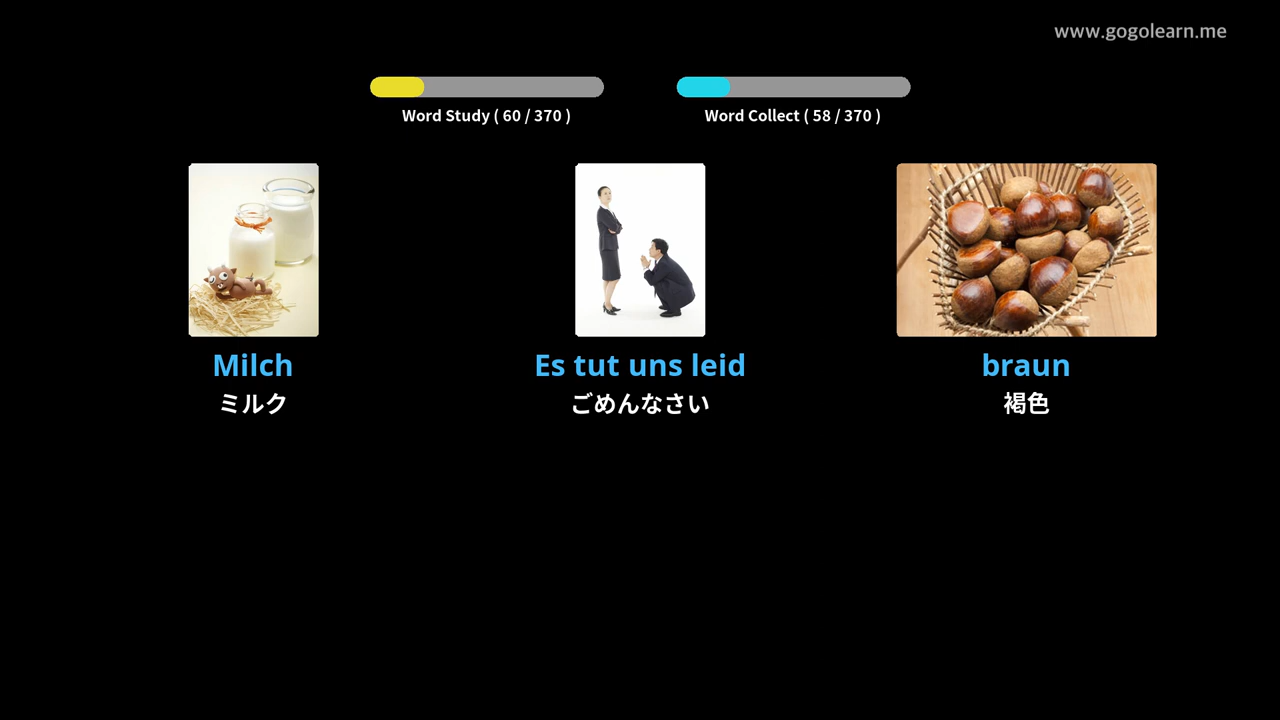 www.gogolearn.me
Word Study ( 60 / 370 )
Word Collect ( 58 / 370 )
Milch
ミルク
Es tut uns leid
ごめんなさい
braun
褐色